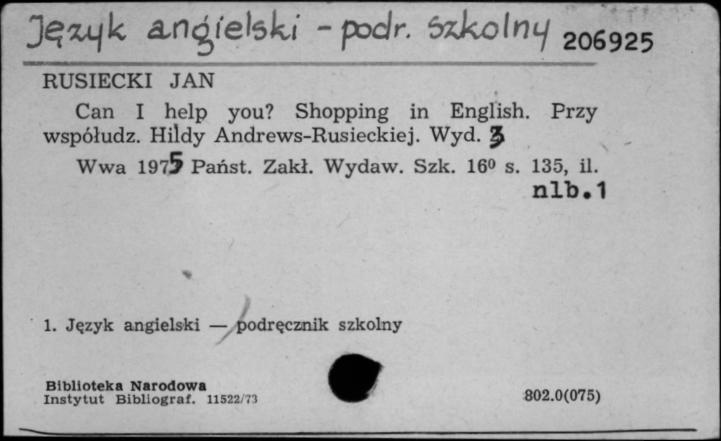 Język angielski - podr. szkolny 206925
RUSIECKI JAN
Can I help you? Shopping in English. Przy
współudz. Hildy Andrews-Rusieckiej. Wyd. 3
Wwa 1975 Państ. Zakł. Wydaw. Szk. 16⁰ s. 135, il.
nlb.1
1. Język angielski — podręcznik szkolny
Biblioteka Narodowa
Instytut Bibliograf. 11522/73
802.0(075)